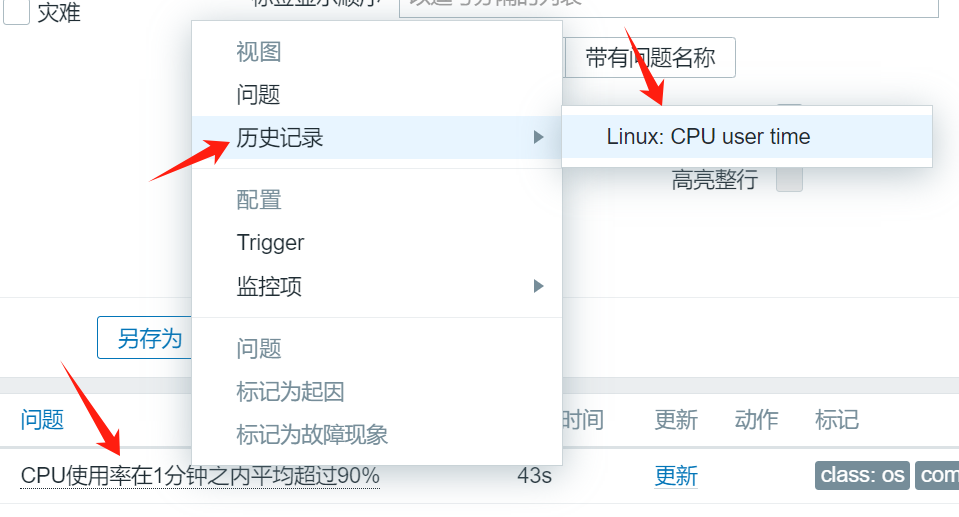 灾难
视图
带有问题名称
问题
历史记录
Linux: CPU user time
高亮整行
配置
Trigger
监控项
另存为
问题
标记为起因
标记为故障现象
问题 时间 更新 动作 标记
CPU使用率在1分钟之内平均超过90% 43s 更新 class: os com